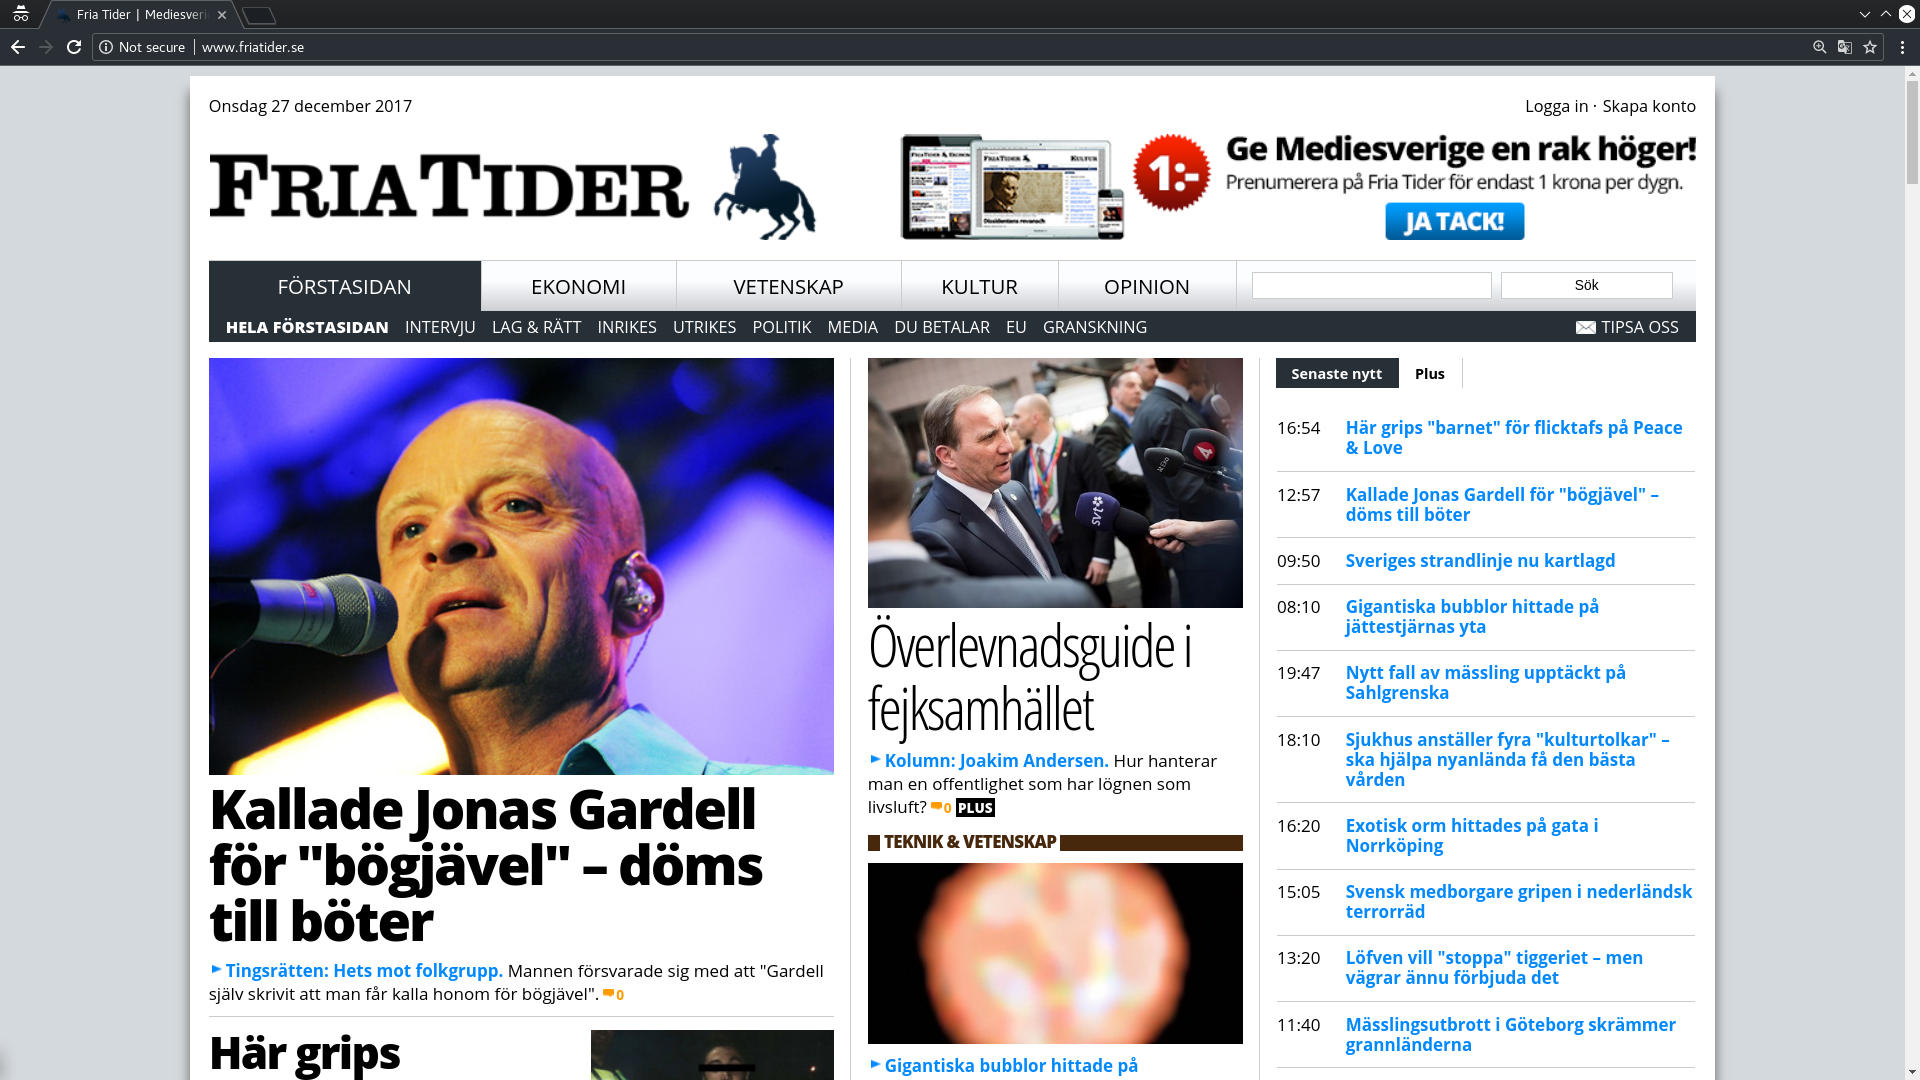 Fria Tider | Mediesveri
Not secure
www.friatider.se
Onsdag 27 december 2017
Logga in · Skapa konto
FRIA TIDER
1:-
Ge Mediesverige en rak höger!
Prenumerera på Fria Tider för endast 1 krona per dygn.
JA TACK!
FÖRSTASIDAN
EKONOMI
VETENSKAP
KULTUR
OPINION
Sök
HELA FÖRSTASIDAN INTERVJU LAG & RÄTT INRIKES UTRIKES POLITIK MEDIA DU BETALAR EU GRANSKNING
TIPSA OSS
Kallade Jonas Gardell
för "bögjävel" – döms
till böter
Tingsrätten: Hets mot folkgrupp. Mannen försvarade sig med att "Gardell
själv skrivit att man får kalla honom för bögjävel". 0
Här grips
svt
4
Överlevnadsguide i
fejksamhället
Kolumn: Joakim Andersen. Hur hanterar
man en offentlighet som har lögnen som
livsluft? 0 PLUS
TEKNIK & VETENSKAP
Gigantiska bubblor hittade på
Senaste nytt
Plus
16:54 Här grips "barnet" för flicktafs på Peace
& Love
12:57 Kallade Jonas Gardell för "bögjävel" –
döms till böter
09:50 Sveriges strandlinje nu kartlagd
08:10 Gigantiska bubblor hittade på
jättestjärnas yta
19:47 Nytt fall av mässling upptäckt på
Sahlgrenska
18:10 Sjukhus anställer fyra "kulturtolkar" –
ska hjälpa nyanlända få den bästa
vården
16:20 Exotisk orm hittades på gata i
Norrköping
15:05 Svensk medborgare gripen i nederländsk
terrorräd
13:20 Löfven vill "stoppa" tiggeriet – men
vägrar ännu förbjuda det
11:40 Mässlingsutbrott i Göteborg skrämmer
grannländerna